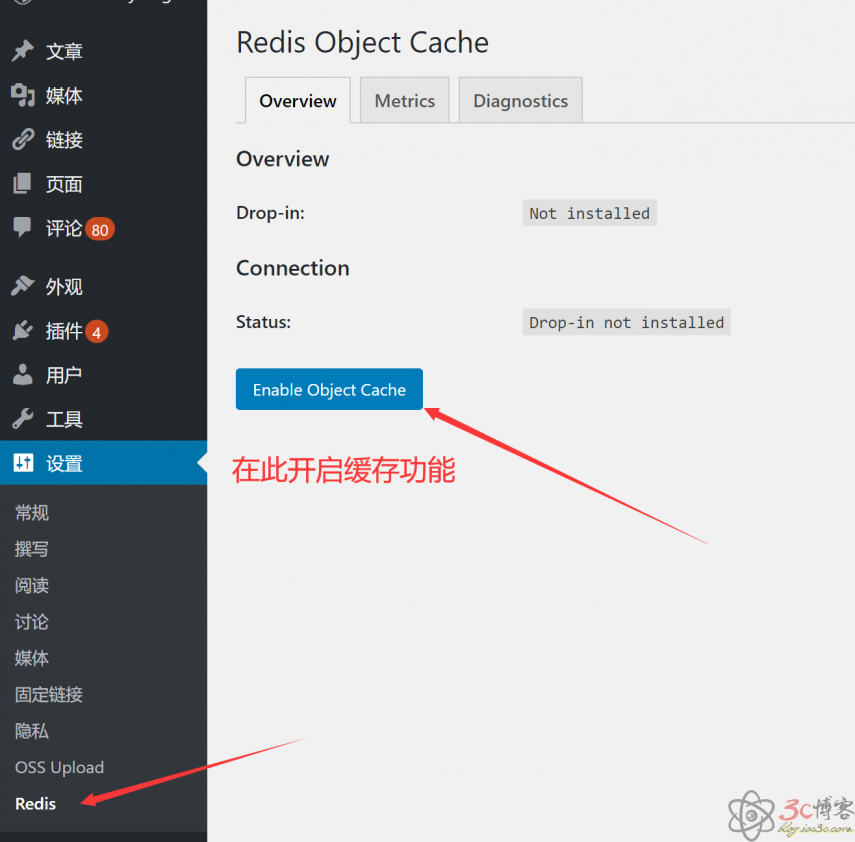 文章
媒体
链接
页面
评论 80
外观
插件 4
用户
工具
设置
常规
撰写
阅读
讨论
媒体
固定链接
隐私
OSS Upload
Redis
Redis Object Cache
Overview Metrics Diagnostics
Overview
Drop-in: Not installed
Connection
Status: Drop-in not installed
Enable Object Cache
在此开启缓存功能
3c博客
blog.ios3c.com